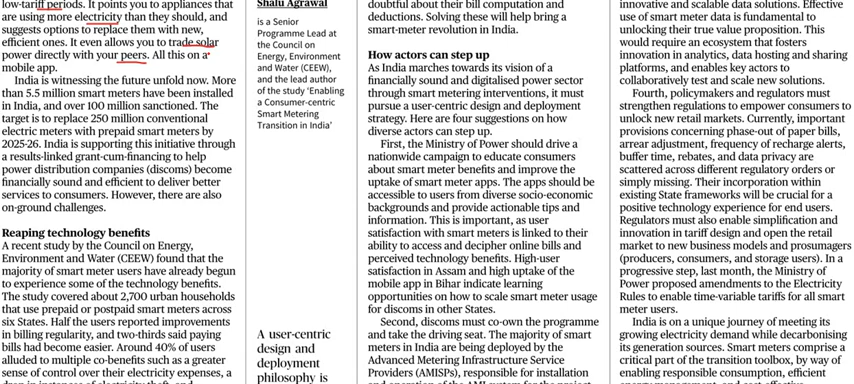 low-tariff periods. It points you to appliances that
are using more electricity than they should, and
suggests options to replace them with new,
efficient ones. It even allows you to trade solar
power directly with your peers. All this on a
mobile app.
India is witnessing the future unfold now. More
than 5.5 million smart meters have been installed
in India, and over 100 million sanctioned. The
target is to replace 250 million conventional
electric meters with prepaid smart meters by
2025-26. India is supporting this initiative through
a results-linked grant-cum-financing to help
power distribution companies (discoms) become
financially sound and efficient to deliver better
services to consumers. However, there are also
on-ground challenges.
Reaping technology benefits
A recent study by the Council on Energy,
Environment and Water (CEEW) found that the
majority of smart meter users have already begun
to experience some of the technology benefits.
The study covered about 2,700 urban households
that use prepaid or postpaid smart meters across
six States. Half the users reported improvements
in billing regularity, and two-thirds said paying
bills had become easier. Around 40% of users
alluded to multiple co-benefits such as a greater
sense of control over their electricity expenses, a
drop in instances of electricity theft, and
Shalu Agrawal
is a Senior
Programme Lead at
the Council on
Energy, Environment
and Water (CEEW),
and the lead author
of the study ‘Enabling
a Consumer-centric
Smart Metering
Transition in India’
A user-centric
design and
deployment
philosophy is
doubtful about their bill computation and
deductions. Solving these will help bring a
smart-meter revolution in India.
How actors can step up
As India marches towards its vision of a
financially sound and digitalised power sector
through smart metering interventions, it must
pursue a user-centric design and deployment
strategy. Here are four suggestions on how
diverse actors can step up.
First, the Ministry of Power should drive a
nationwide campaign to educate consumers
about smart meter benefits and improve the
uptake of smart meter apps. The apps should be
accessible to users from diverse socio-economic
backgrounds and provide actionable tips and
information. This is important, as user
satisfaction with smart meters is linked to their
ability to access and decipher online bills and
perceived technology benefits. High-user
satisfaction in Assam and high uptake of the
mobile app in Bihar indicate learning
opportunities on how to scale smart meter usage
for discoms in other States.
Second, discoms must co-own the programme
and take the driving seat. The majority of smart
meters in India are being deployed by the
Advanced Metering Infrastructure Service
Providers (AMISPs), responsible for installation
and operation of the AMI system for the project
innovative and scalable data solutions. Effective
use of smart meter data is fundamental to
unlocking their true value proposition. This
would require an ecosystem that fosters
innovation in analytics, data hosting and sharing
platforms, and enables key actors to
collaboratively test and scale new solutions.
Fourth, policymakers and regulators must
strengthen regulations to empower consumers to
unlock new retail markets. Currently, important
provisions concerning phase-out of paper bills,
arrear adjustment, frequency of recharge alerts,
buffer time, rebates, and data privacy are
scattered across different regulatory orders or
simply missing. Their incorporation within
existing State frameworks will be crucial for a
positive technology experience for end users.
Regulators must also enable simplification and
innovation in tariff design and open the retail
market to new business models and prosumagers
(producers, consumers, and storage users). In a
progressive step, last month, the Ministry of
Power proposed amendments to the Electricity
Rules to enable time-variable tariffs for all smart
meter users.
India is on a unique journey of meeting its
growing electricity demand while decarbonising
its generation sources. Smart meters comprise a
critical part of the transition toolbox, by way of
enabling responsible consumption, efficient